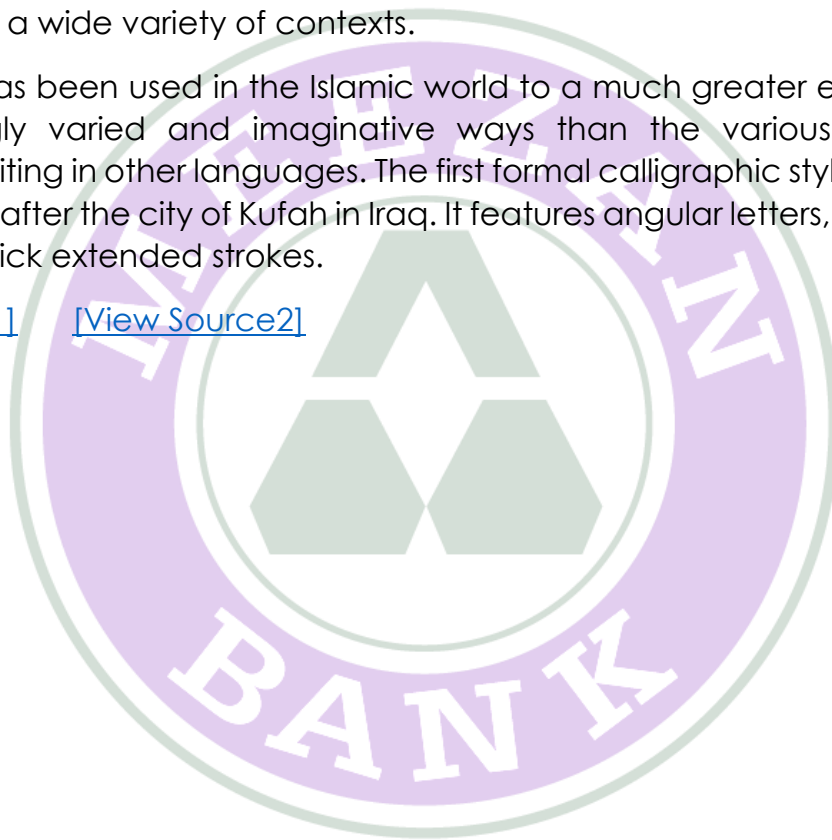 a wide variety of contexts.
as been used in the Islamic world to a much greater e
gly varied and imaginative ways than the various
iting in other languages. The first formal calligraphic styl
after the city of Kufah in Iraq. It features angular letters,
ick extended strokes.
] [View Source2]
MEEZAN
BANK